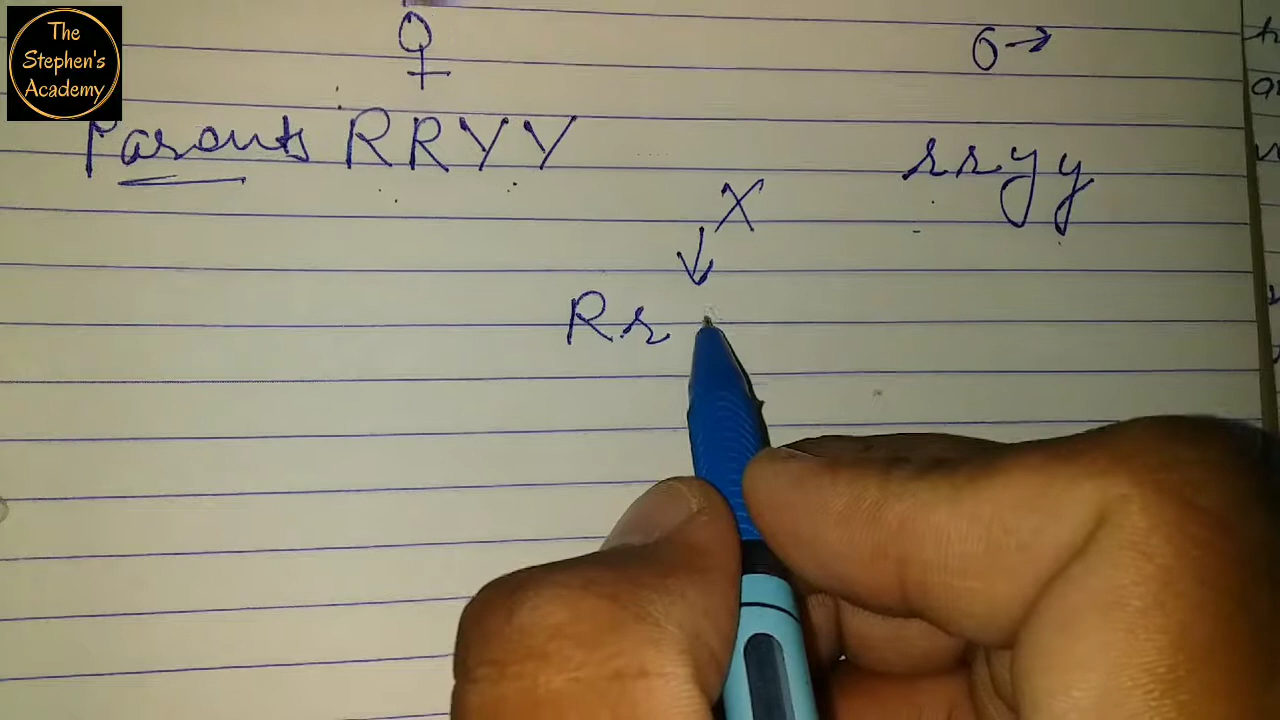 The
Stephen's
Academy
♀ ♂
Parents RRYY rryy
X
↓
Rr